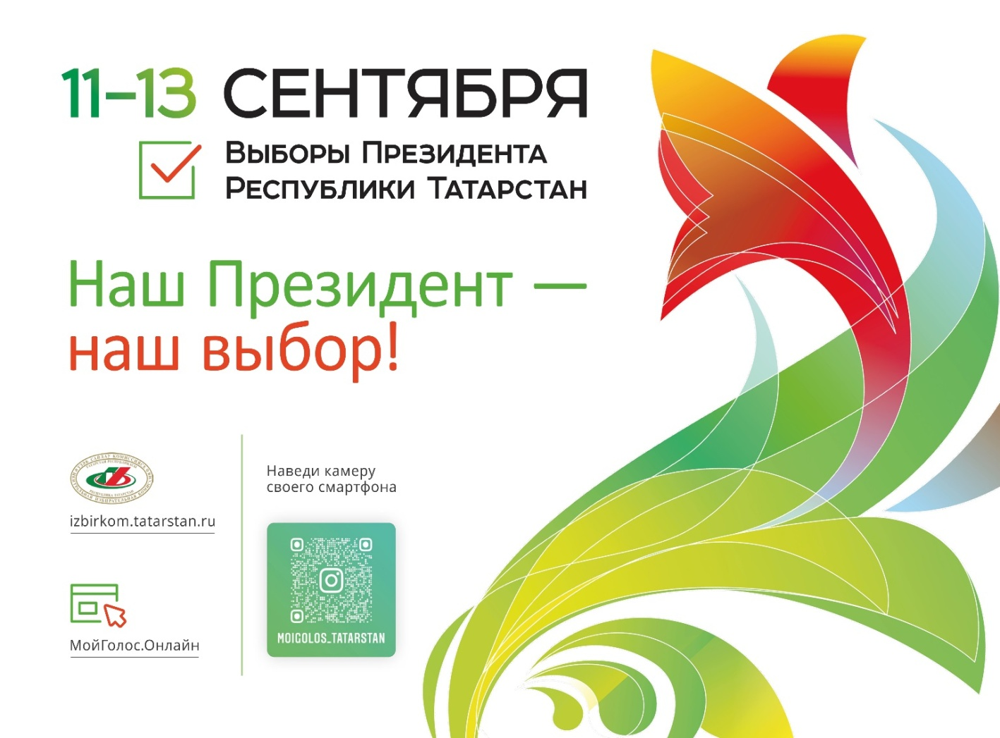 11–13 СЕНТЯБРЯ
Выборы Президента
Республики Татарстан
Наш Президент —
наш выбор!
izbirkom.tatarstan.ru
МойГолос.Онлайн
Наведи камеру
своего смартфона
MOIGOLOS_TATARSTAN